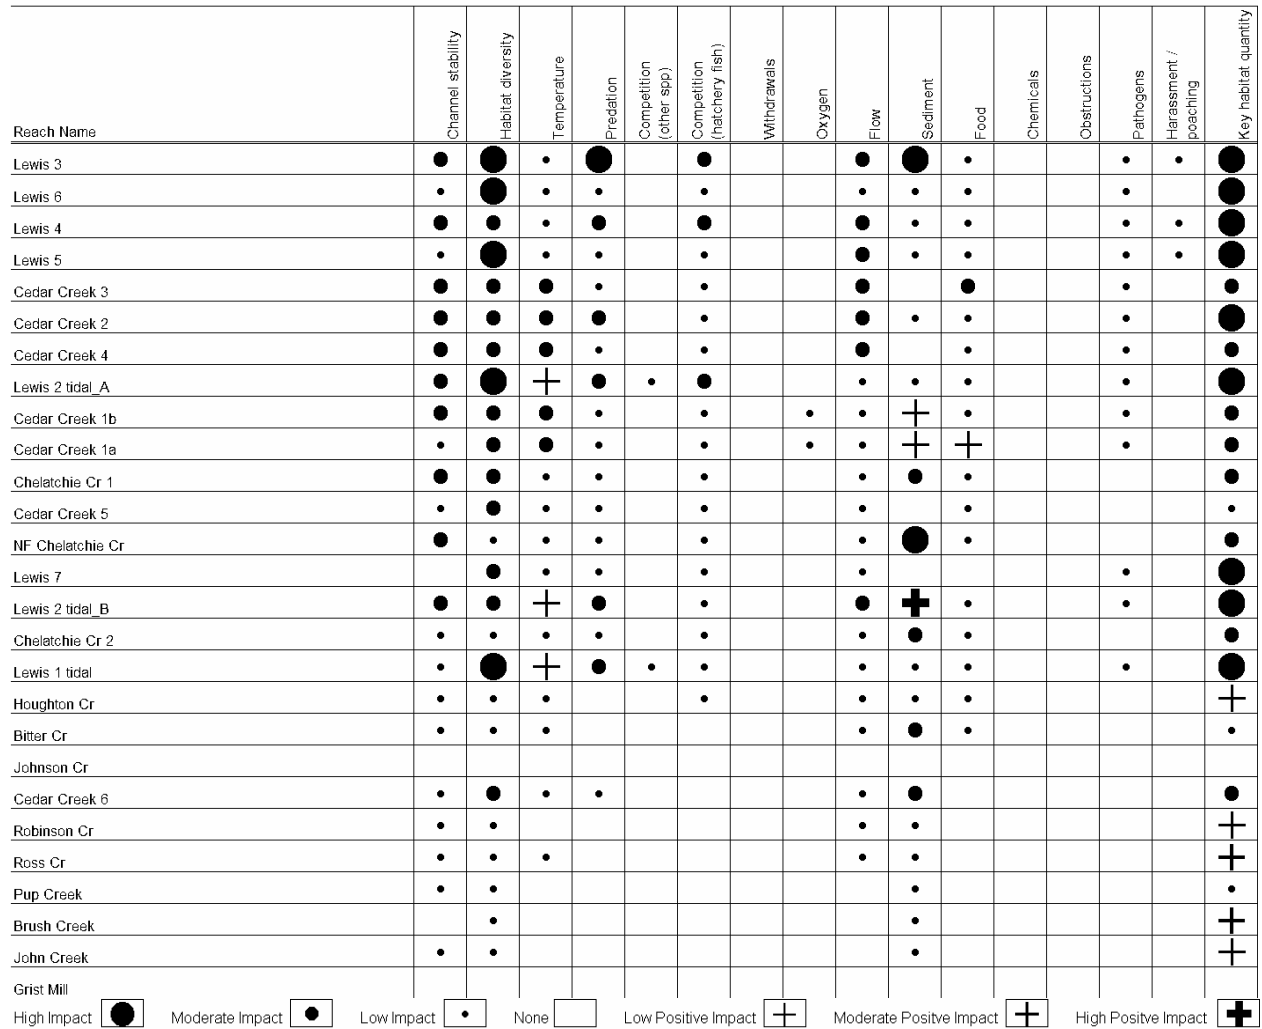 Reach Name
Channel stability
Habitat diversity
Temperature
Predation
Competition
(other spp)
Competition
(hatchery fish)
Withdrawals
Oxygen
Flow
Sediment
Food
Chemicals
Obstructions
Pathogens
Harassment /
poaching
Key habitat quantity
Lewis 3
Lewis 6
Lewis 4
Lewis 5
Cedar Creek 3
Cedar Creek 2
Cedar Creek 4
Lewis 2 tidal_A
Cedar Creek 1b
Cedar Creek 1a
Chelatchie Cr 1
Cedar Creek 5
NF Chelatchie Cr
Lewis 7
Lewis 2 tidal_B
Chelatchie Cr 2
Lewis 1 tidal
Houghton Cr
Bitter Cr
Johnson Cr
Cedar Creek 6
Robinson Cr
Ross Cr
Pup Creek
Brush Creek
John Creek
Grist Mill
High Impact Moderate Impact Low Impact None Low Positive Impact Moderate Positve Impact High Positve Impact